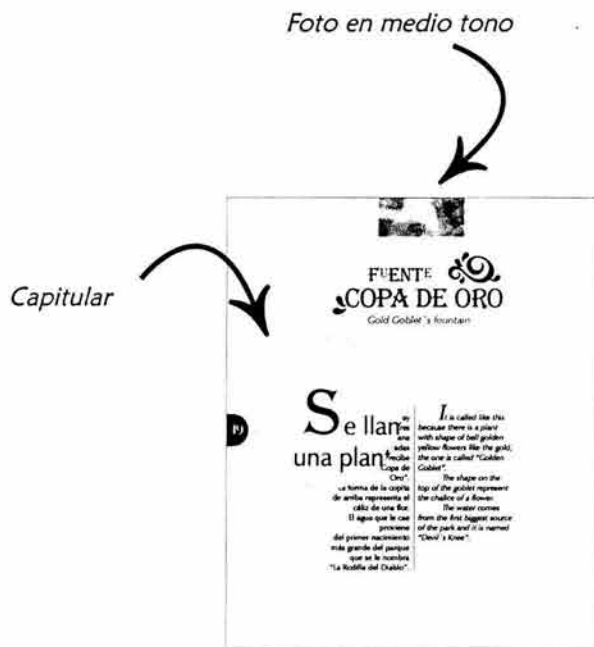 Foto en medio tono
Capitular
FUENTE
COPA DE ORO
Gold Goblet´s fountain
19
Se llan
una plan
recibe
Copa de
Oro".
La forma de la copita
de arriba representa el
cáliz de una flor.
El agua que le cae
proviene
del primer nacimiento
más grande del parque
que se le nombra
"La Rodilla del Diablo".
It is called like this
because there is a plant
with shape of bell golden
yellow flowers like the gold,
the one is called "Golden
Goblet".
The shape on the
top of the goblet represent
the chalice of a flower.
The water comes
from the first biggest source
of the park and it is named
"Devil´s Knee".